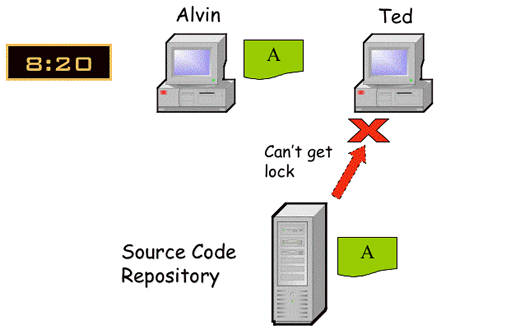 Alvin
Ted
8:20
A
Can't get
lock
Source Code
Repository
A